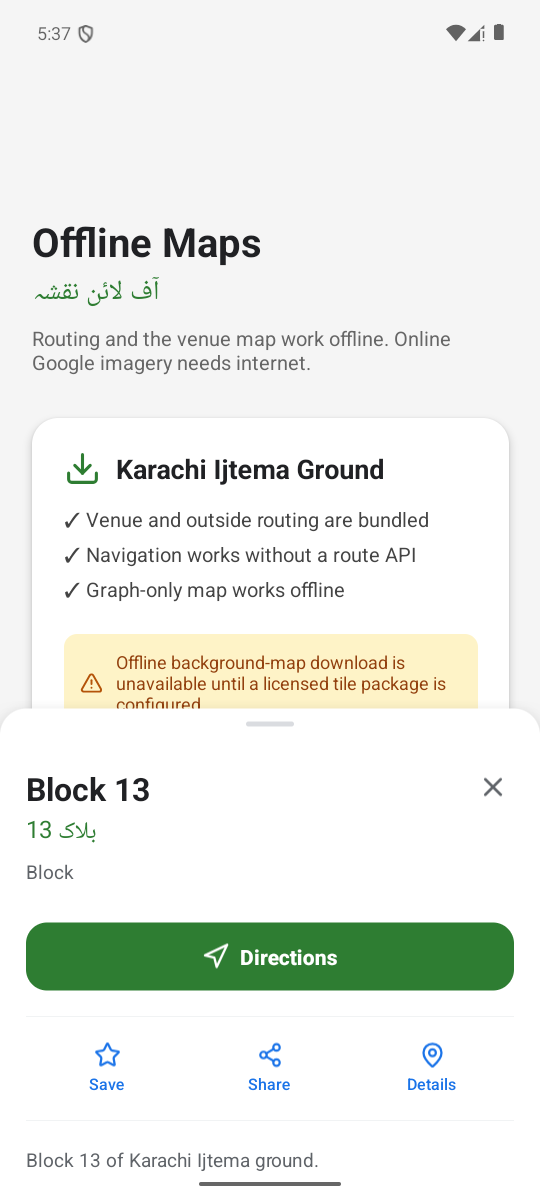 5:37
Offline Maps
آف لائن نقشہ
Routing and the venue map work offline. Online
Google imagery needs internet.
Karachi Ijtema Ground
✓ Venue and outside routing are bundled
✓ Navigation works without a route API
✓ Graph-only map works offline
Offline background-map download is
unavailable until a licensed tile package is
configured
Block 13
بلاک 13
Block
Directions
Save
Share
Details
Block 13 of Karachi Ijtema ground.